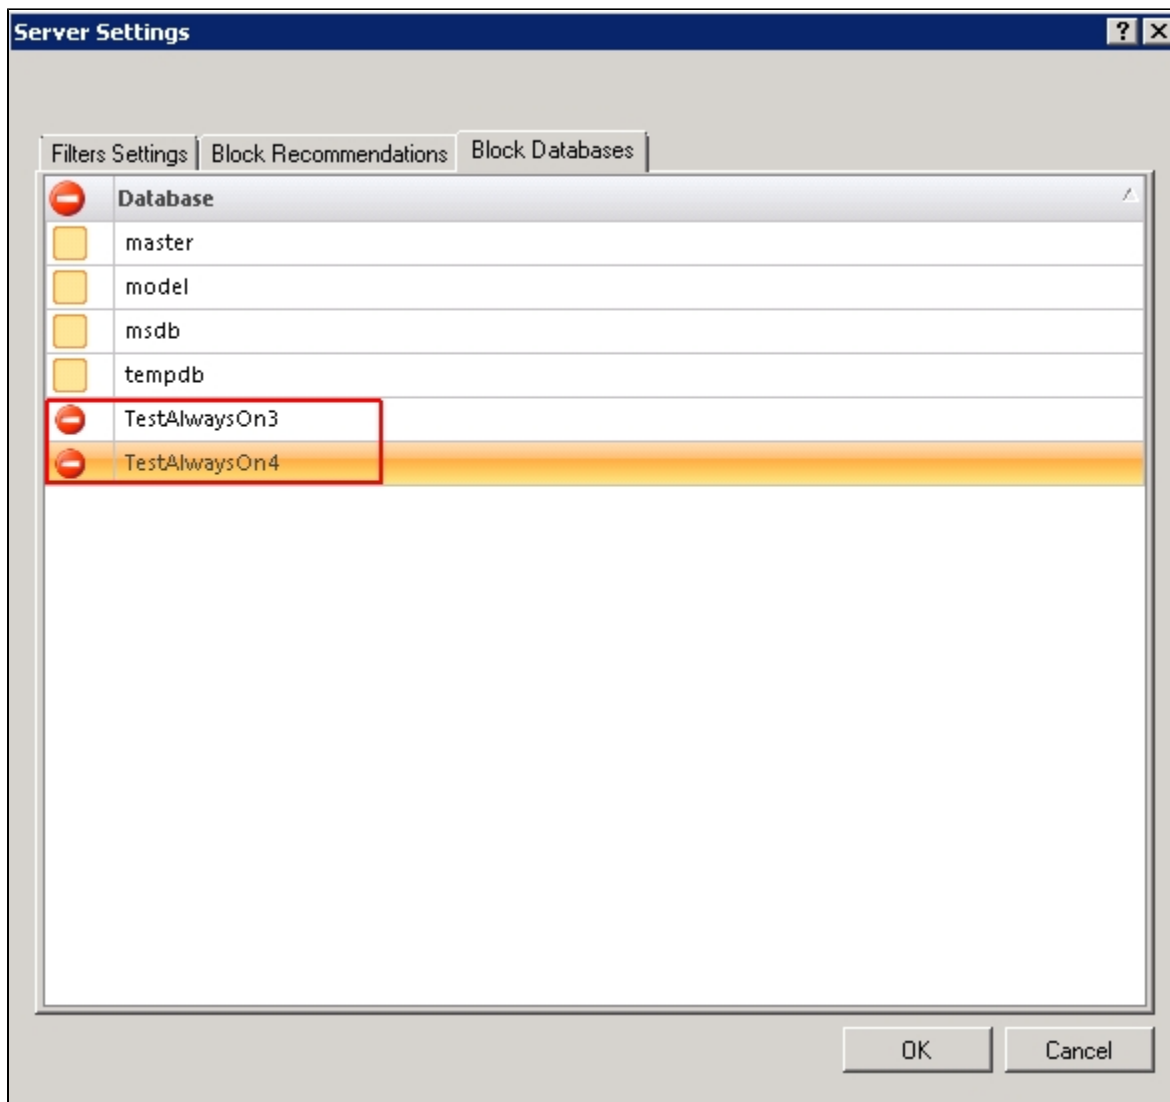 Server Settings
Filters Settings Block Recommendations Block Databases
Database
master
model
msdb
tempdb
TestAlwaysOn3
TestAlwaysOn4
OK Cancel